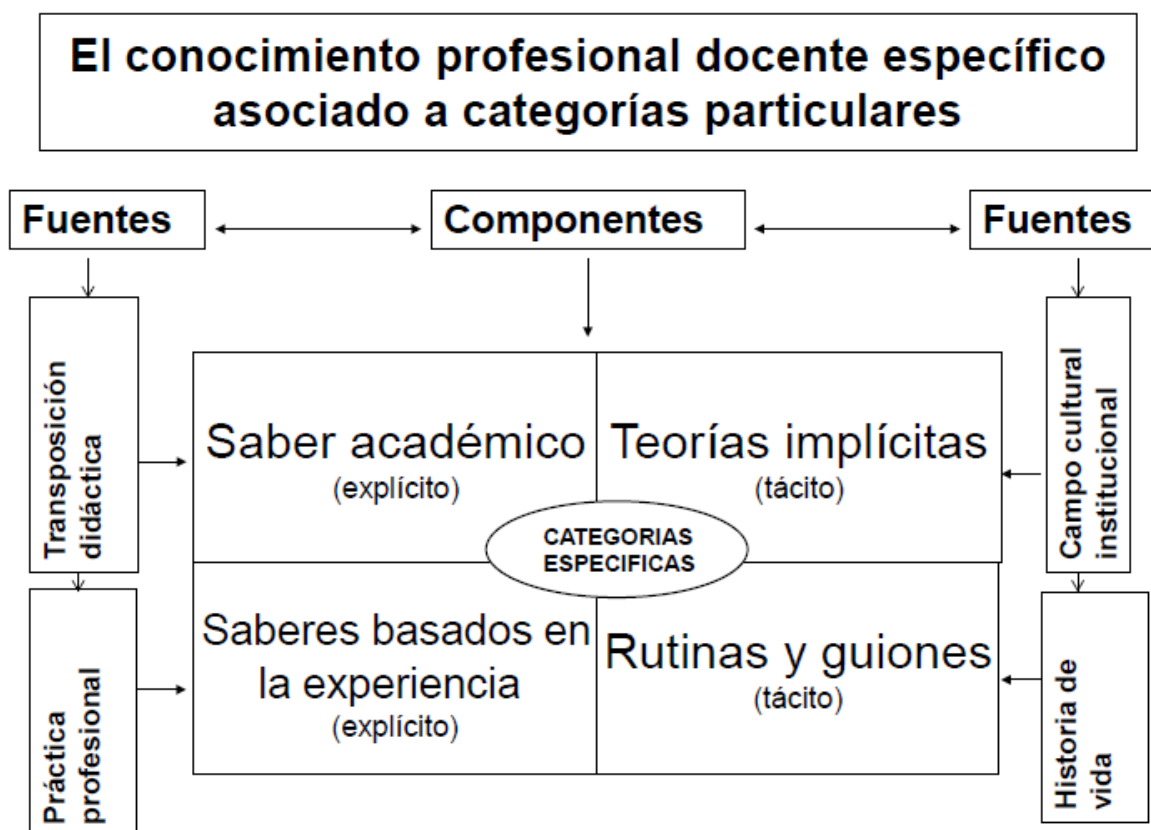 El conocimiento profesional docente específico
asociado a categorías particulares
Fuentes
Componentes
Fuentes
Transposición
didáctica
Saber académico
(explícito)
Teorías implícitas
(tácito)
Campo cultural
institucional
CATEGORIAS
ESPECIFICAS
Práctica
profesional
Saberes basados en
la experiencia
(explícito)
Rutinas y guiones
(tácito)
Historia de
vida